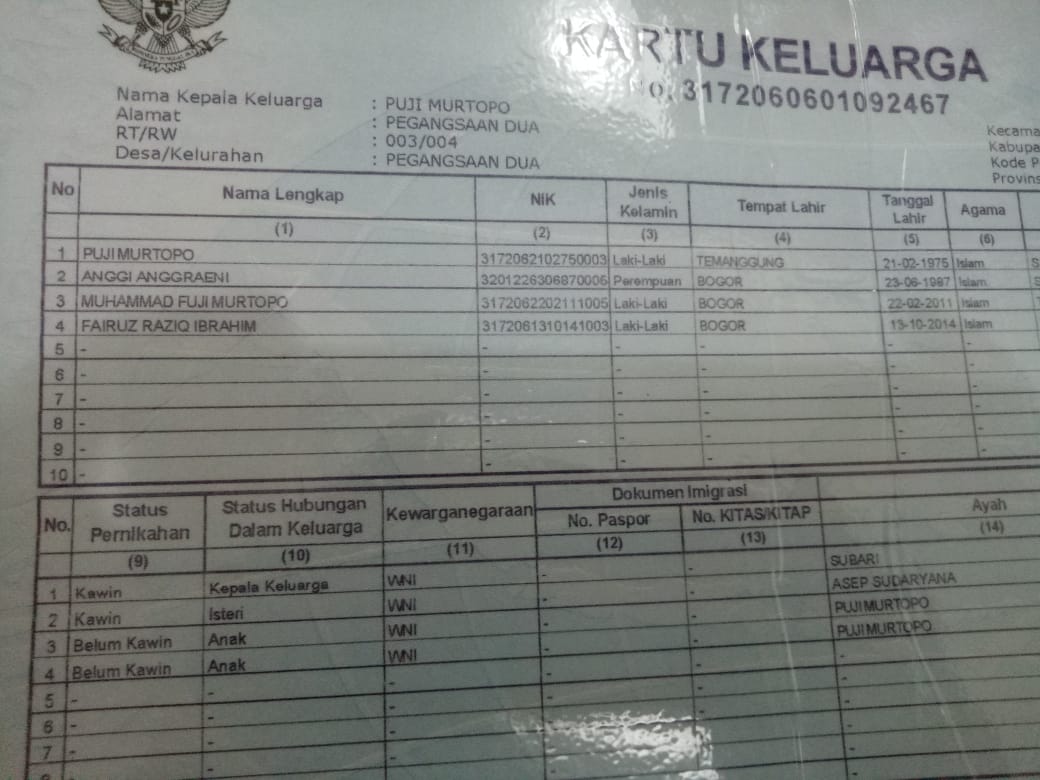 KARTU KELUARGA
No. 3172060601092467
Nama Kepala Keluarga : PUJI MURTOPO
Alamat : PEGANGSAAN DUA
RT/RW : 003/004
Desa/Kelurahan : PEGANGSAAN DUA
Kecama
Kabupa
Kode P
Provins
No Nama Lengkap NIK Jenis Kelamin Tempat Lahir Tanggal Lahir Agama
(1) (2) (3) (4) (5) (6)
1 PUJI MURTOPO 3172062102750003 Laki-Laki TEMANGGUNG 21-02-1975 Islam S
2 ANGGI ANGGRAENI 3201226306870006 Perempuan BOGOR 23-06-1987 Islam S
3 MUHAMMAD FUJI MURTOPO 3172062202111005 Laki-Laki BOGOR 22-02-2011 Islam
4 FAIRUZ RAZIQ IBRAHIM 3172061310141003 Laki-Laki BOGOR 13-10-2014 Islam
5 - - - -
6 - - - -
7 - - - -
8 - - - -
9 - - - -
10 - - - -
Dokumen Imigrasi
No. Status Pernikahan Status Hubungan Dalam Keluarga Kewarganegaraan No. Paspor No. KITAS/KITAP Ayah
(9) (10) (11) (12) (13) (14)
1 Kawin Kepala Keluarga WNI - - SUBARI
2 Kawin Isteri WNI - - ASEP SUDARYANA
3 Belum Kawin Anak WNI - - PUJI MURTOPO
4 Belum Kawin Anak WNI - - PUJI MURTOPO
5 - - - - - -
6 - - - - - -
7 - - - - - -